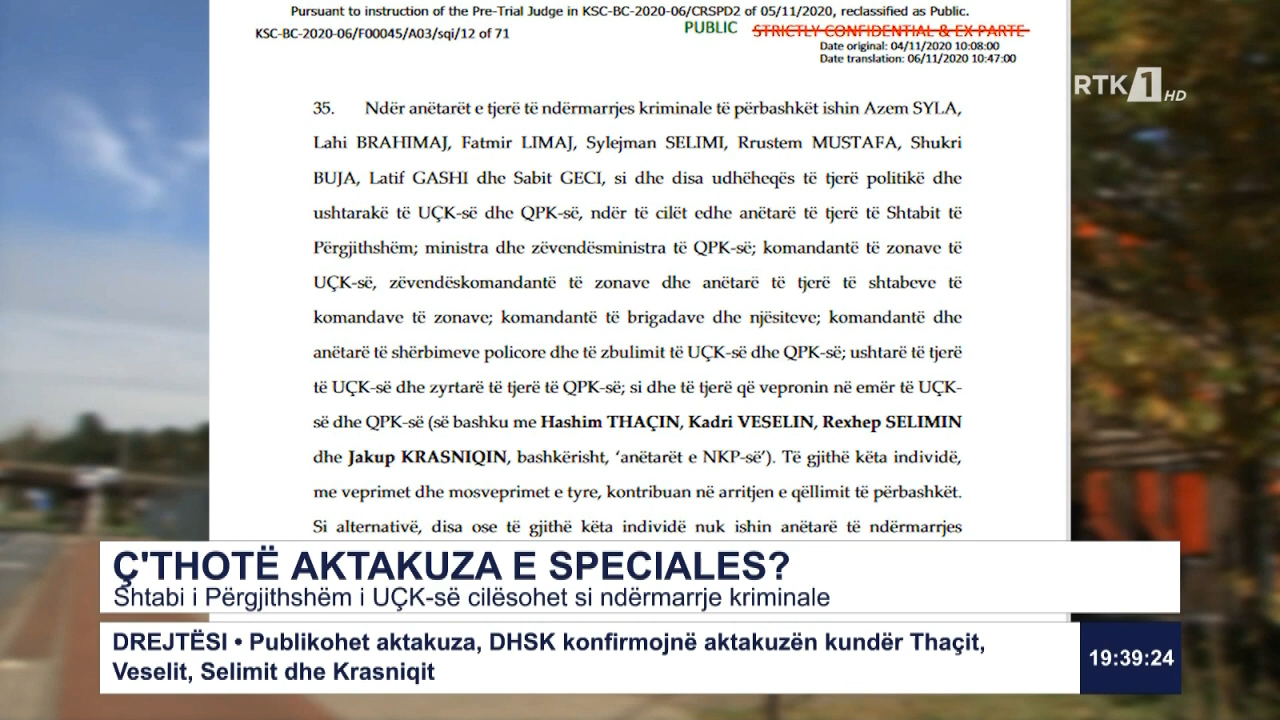 Pursuant to instruction of the Pre-Trial Judge in KSC-BC-2020-06/CRSPD2 of 05/11/2020, reclassified as Public.
KSC-BC-2020-06/F00045/A03/sqi/12 of 71
PUBLIC STRICTLY CONFIDENTIAL & EX PARTE
Date original: 04/11/2020 10:08:00
Date translation: 06/11/2020 10:47:00
RTK 1 HD
35. Ndër anëtarët e tjerë të ndërmarrjes kriminale të përbashkët ishin Azem SYLA,
Lahi BRAHIMAJ, Fatmir LIMAJ, Sylejman SELIMI, Rrustem MUSTAFA, Shukri
BUJA, Latif GASHI dhe Sabit GECI, si dhe disa udhëheqës të tjerë politikë dhe
ushtarakë të UÇK-së dhe QPK-së, ndër të cilët edhe anëtarë të tjerë të Shtabit të
Përgjithshëm; ministra dhe zëvendësministra të QPK-së; komandantë të zonave të
UÇK-së, zëvendëskomandantë të zonave dhe anëtarë të tjerë të shtabeve të
komandave të zonave; komandantë të brigadave dhe njësiteve; komandantë dhe
anëtarë të shërbimeve policore dhe të zbulimit të UÇK-së dhe QPK-së; ushtarë të tjerë
të UÇK-së dhe zyrtarë të tjerë të QPK-së; si dhe të tjerë që vepronin në emër të UÇK-
së dhe QPK-së (së bashku me Hashim THAÇIN, Kadri VESELIN, Rexhep SELIMIN
dhe Jakup KRASNIQIN, bashkërisht, ‘anëtarët e NKP-së’). Të gjithë këta individë,
me veprimet dhe mosveprimet e tyre, kontribuan në arritjen e qëllimit të përbashkët.
Si alternativë, disa ose të gjithë këta individë nuk ishin anëtarë të ndërmarrjes
Ç'THOTË AKTAKUZA E SPECIALES?
Shtabi i Përgjithshëm i UÇK-së cilësohet si ndërmarrje kriminale
DREJTËSI • Publikohet aktakuza, DHSK konfirmojnë aktakuzën kundër Thaçit,
Veselit, Selimit dhe Krasniqit
19:39:24